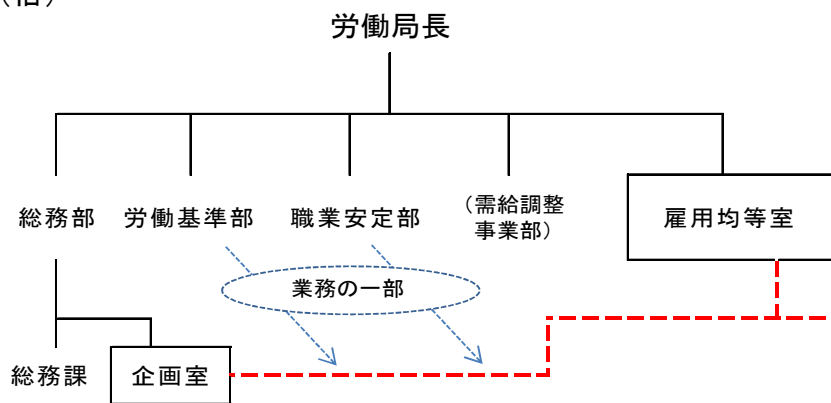 （旧）
労働局長
総務部
労働基準部
職業安定部
（需給調整
事業部）
雇用均等室
業務の一部
総務課
企画室